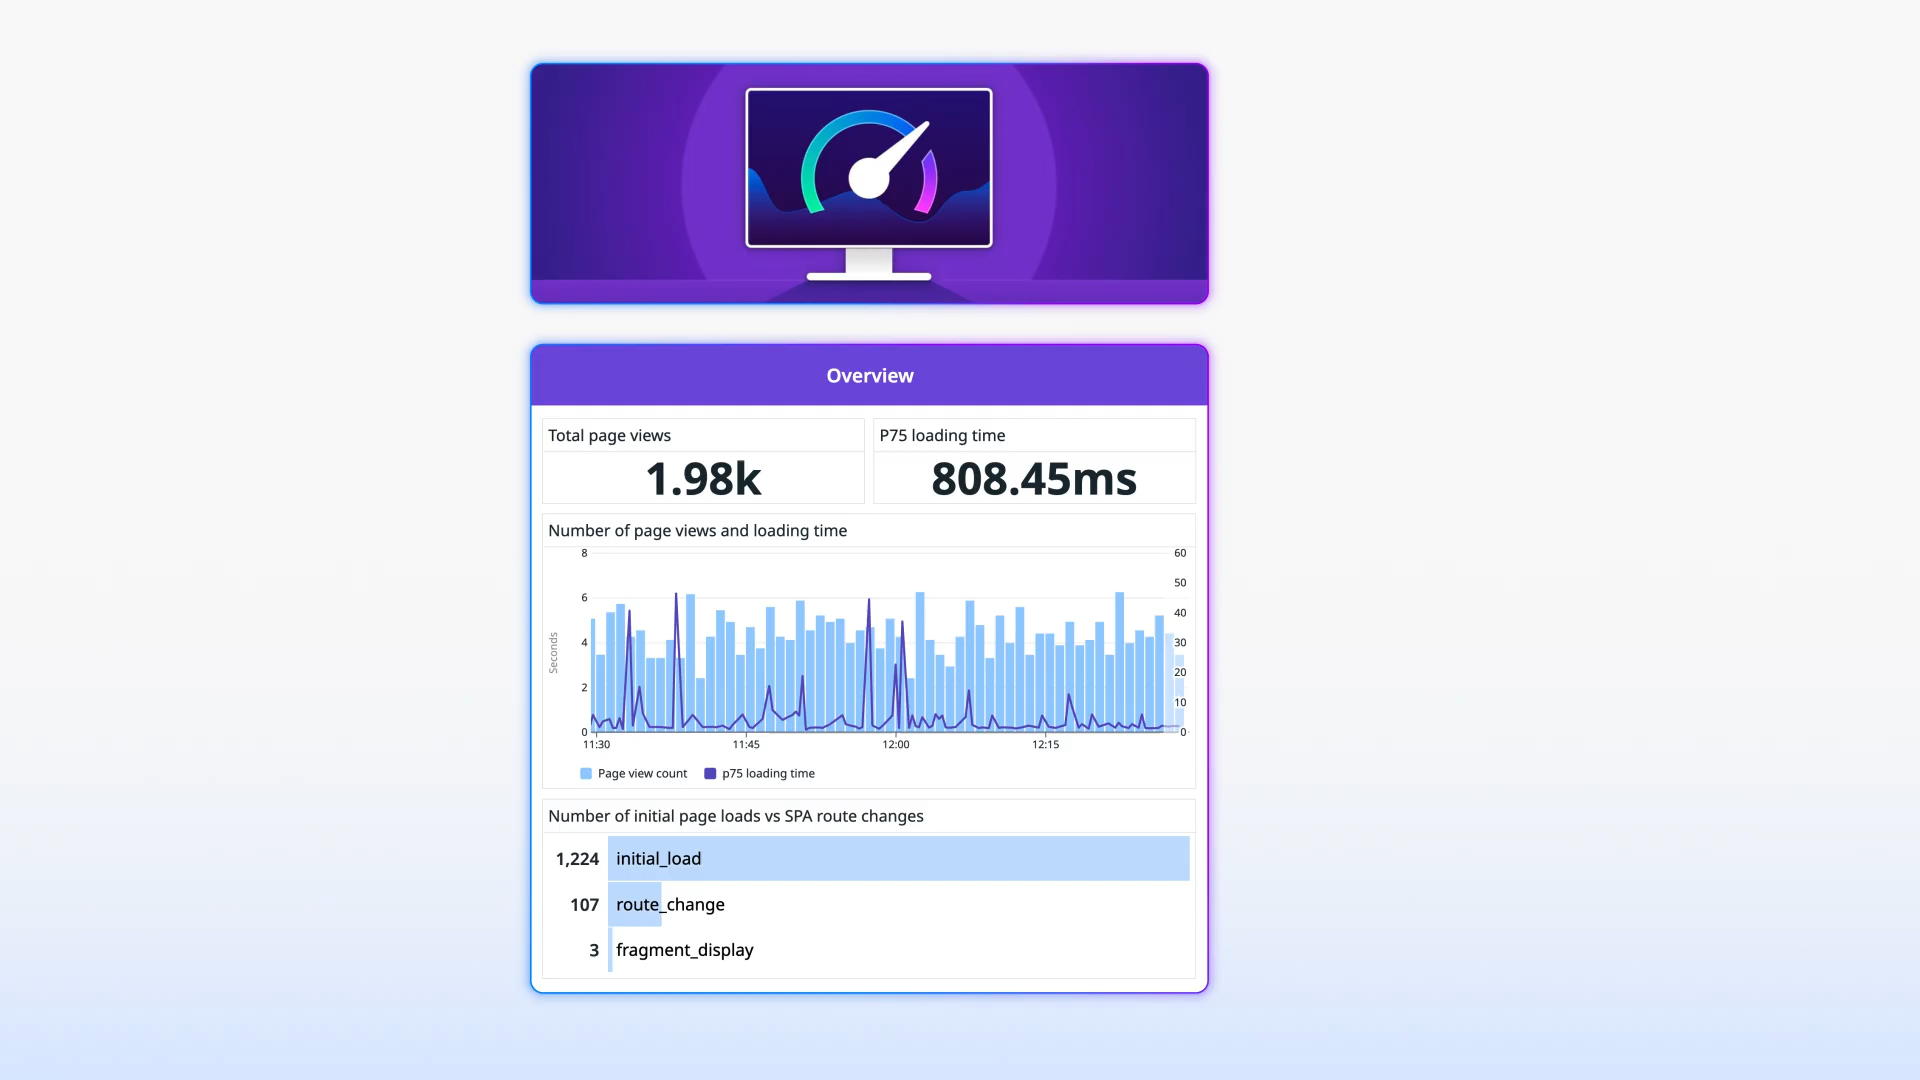 Overview
Total page views
P75 loading time
1.98k
808.45ms
Number of page views and loading time
8
6
4
2
0
Seconds
60
50
40
30
20
10
0
11:30
11:45
12:00
12:15
Page view count
p75 loading time
Number of initial page loads vs SPA route changes
1,224 initial_load
107 route_change
3 fragment_display